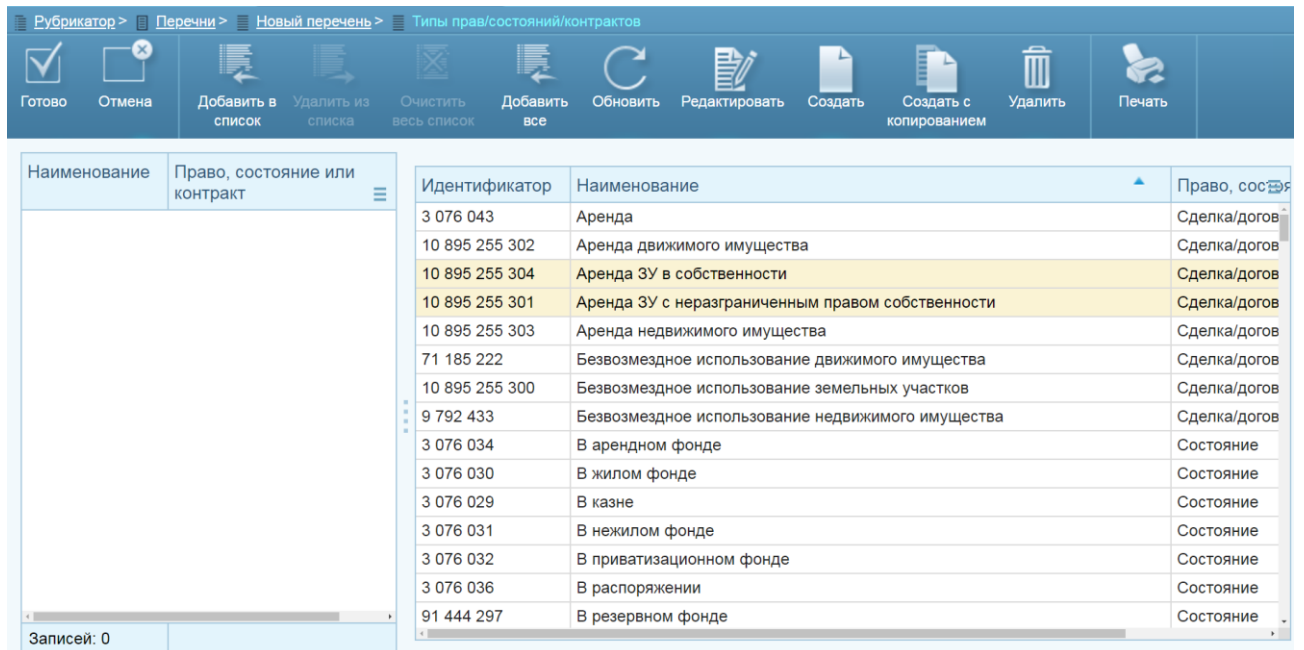 Рубрикатор > Перечни > Новый перечень > Типы прав/состояний/контрактов
Готово Отмена Добавить в список Удалить из списка Очистить весь список Добавить все Обновить Редактировать Создать Создать с копированием Удалить Печать
Наименование Право, состояние или контракт
Записей: 0
Идентификатор Наименование Право, состоя
3 076 043 Аренда Сделка/догов
10 895 255 302 Аренда движимого имущества Сделка/догов
10 895 255 304 Аренда ЗУ в собственности Сделка/догов
10 895 255 301 Аренда ЗУ с неразграниченным правом собственности Сделка/догов
10 895 255 303 Аренда недвижимого имущества Сделка/догов
71 185 222 Безвозмездное использование движимого имущества Сделка/догов
10 895 255 300 Безвозмездное использование земельных участков Сделка/догов
9 792 433 Безвозмездное использование недвижимого имущества Сделка/догов
3 076 034 В арендном фонде Состояние
3 076 030 В жилом фонде Состояние
3 076 029 В казне Состояние
3 076 031 В нежилом фонде Состояние
3 076 032 В приватизационном фонде Состояние
3 076 036 В распоряжении Состояние
91 444 297 В резервном фонде Состояние